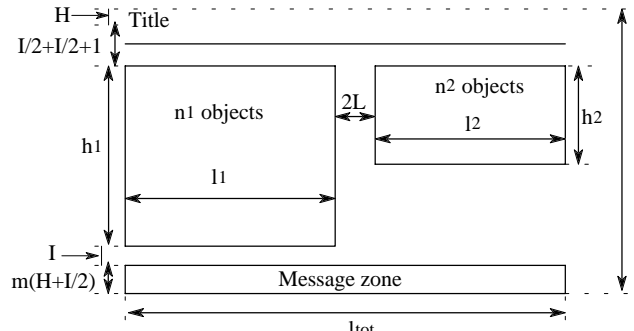 H
Title
I/2+I/2+1
n1 objects
n2 objects
2L
h1
l1
l2
h2
I
m(H+I/2)
Message zone
ltot